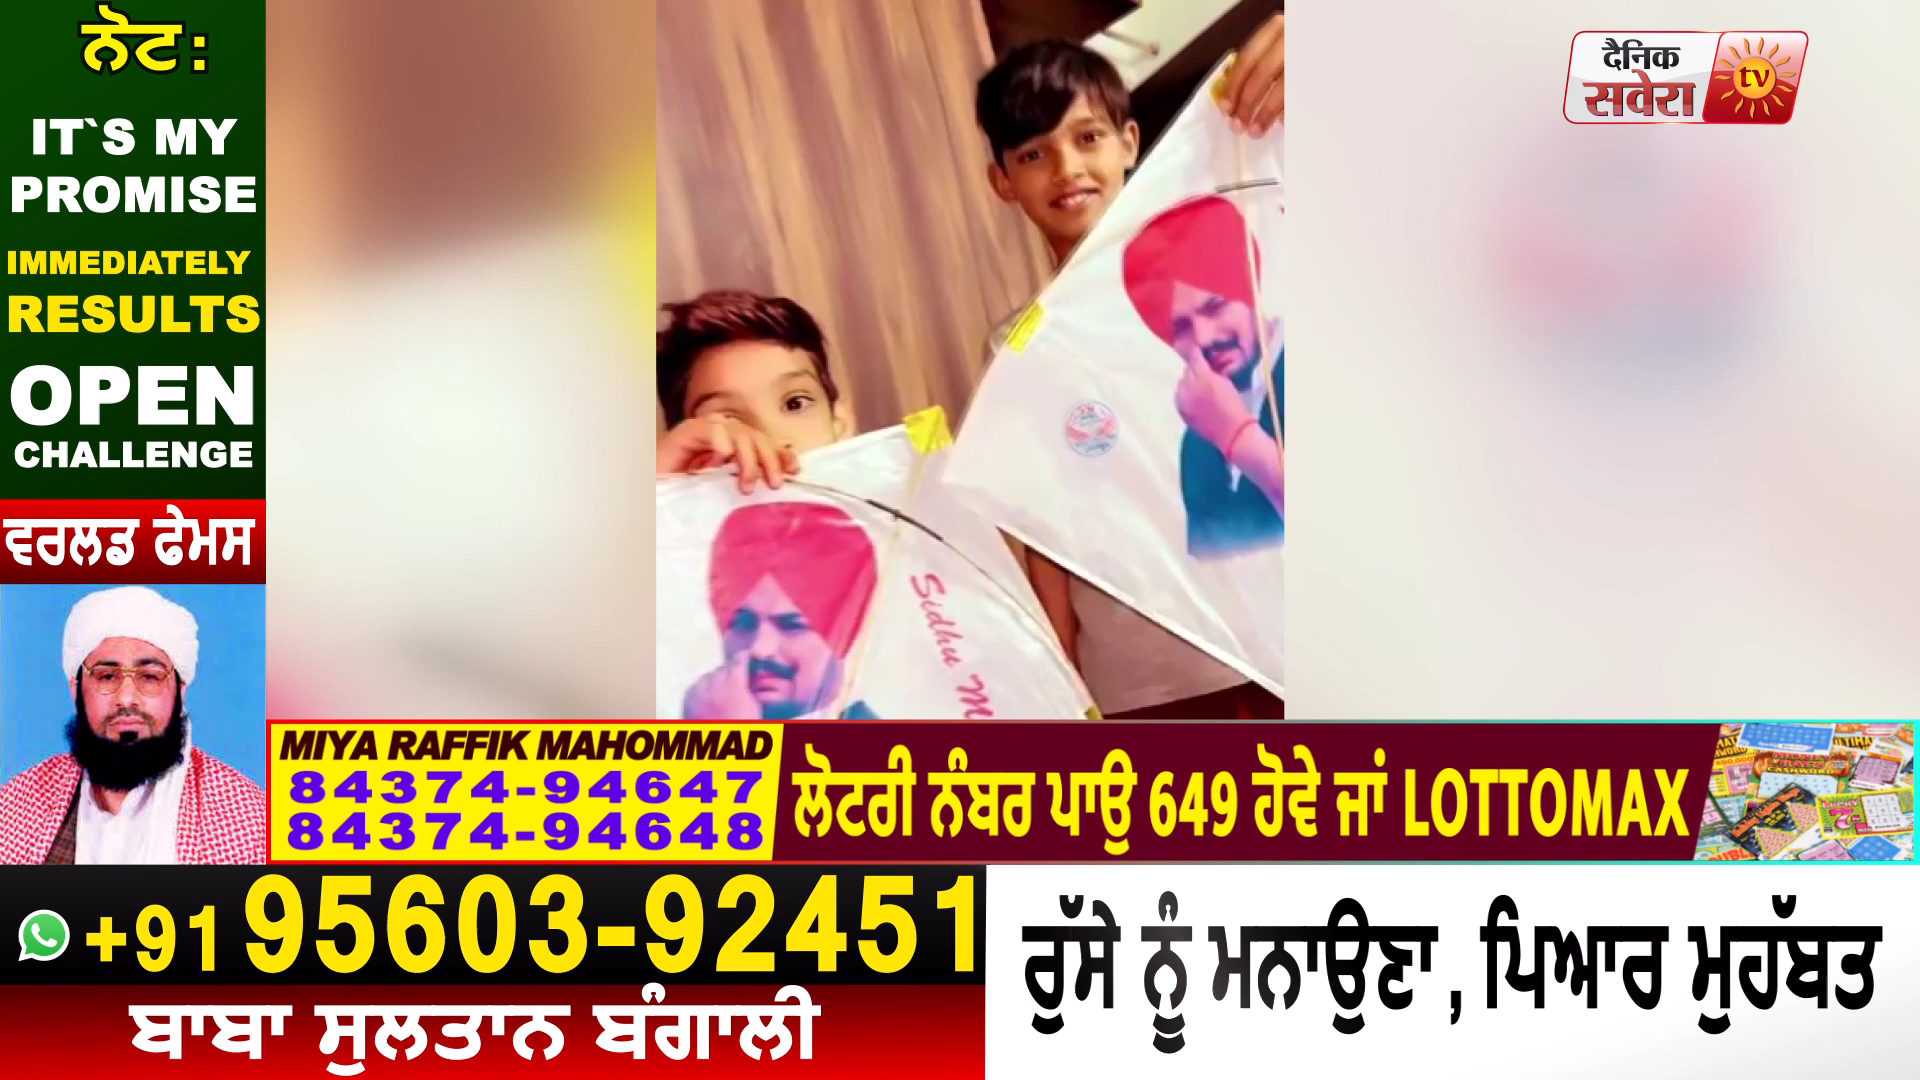 ਨੋਟ:
IT`S MY
PROMISE
IMMEDIATELY
RESULTS
OPEN
CHALLENGE
ਵਰਲਡ ਫੇਮਸ
दैनिक
सवेरा
tv
Sidhu M
MIYA RAFFIK MAHOMMAD
84374-94647
84374-94648
ਲੋਟਰੀ ਨੰਬਰ ਪਾਉ 649 ਹੋਵੇ ਜਾਂ LOTTOMAX
+91 95603-92451
ਬਾਬਾ ਸੁਲਤਾਨ ਬੰਗਾਲੀ
ਰੁੱਸੇ ਨੂੰ ਮਨਾਉਣਾ , ਪਿਆਰ ਮੁਹੱਬਤ